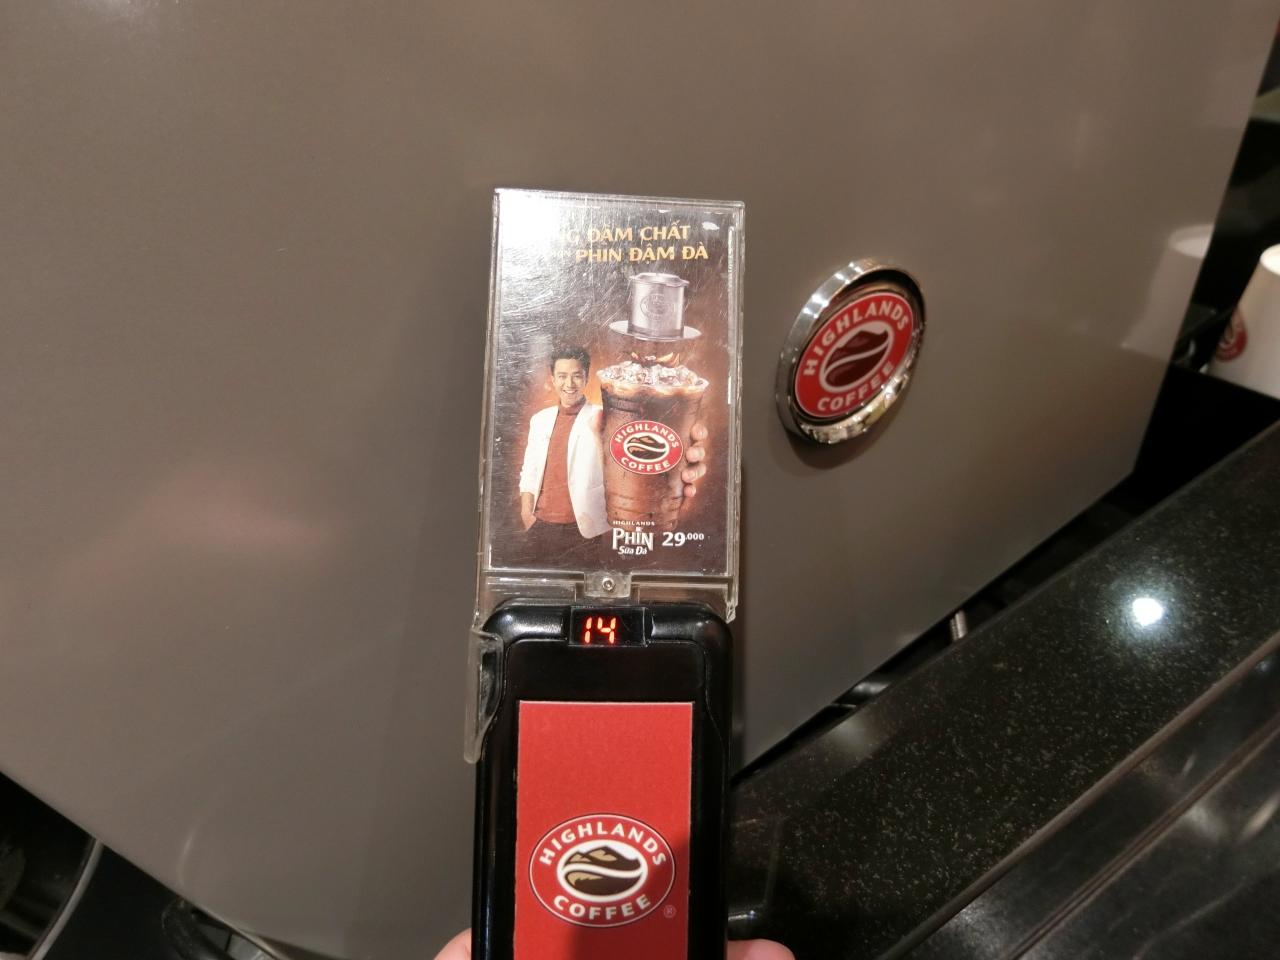 ĐẬM CHẤT
PHIN ĐẬM ĐÀ
HIGHLANDS
COFFEE
HIGHLANDS
PHIN
Sữa Đá
29.000
HIGHLANDS
COFFEE
14
HIGHLANDS
COFFEE
®